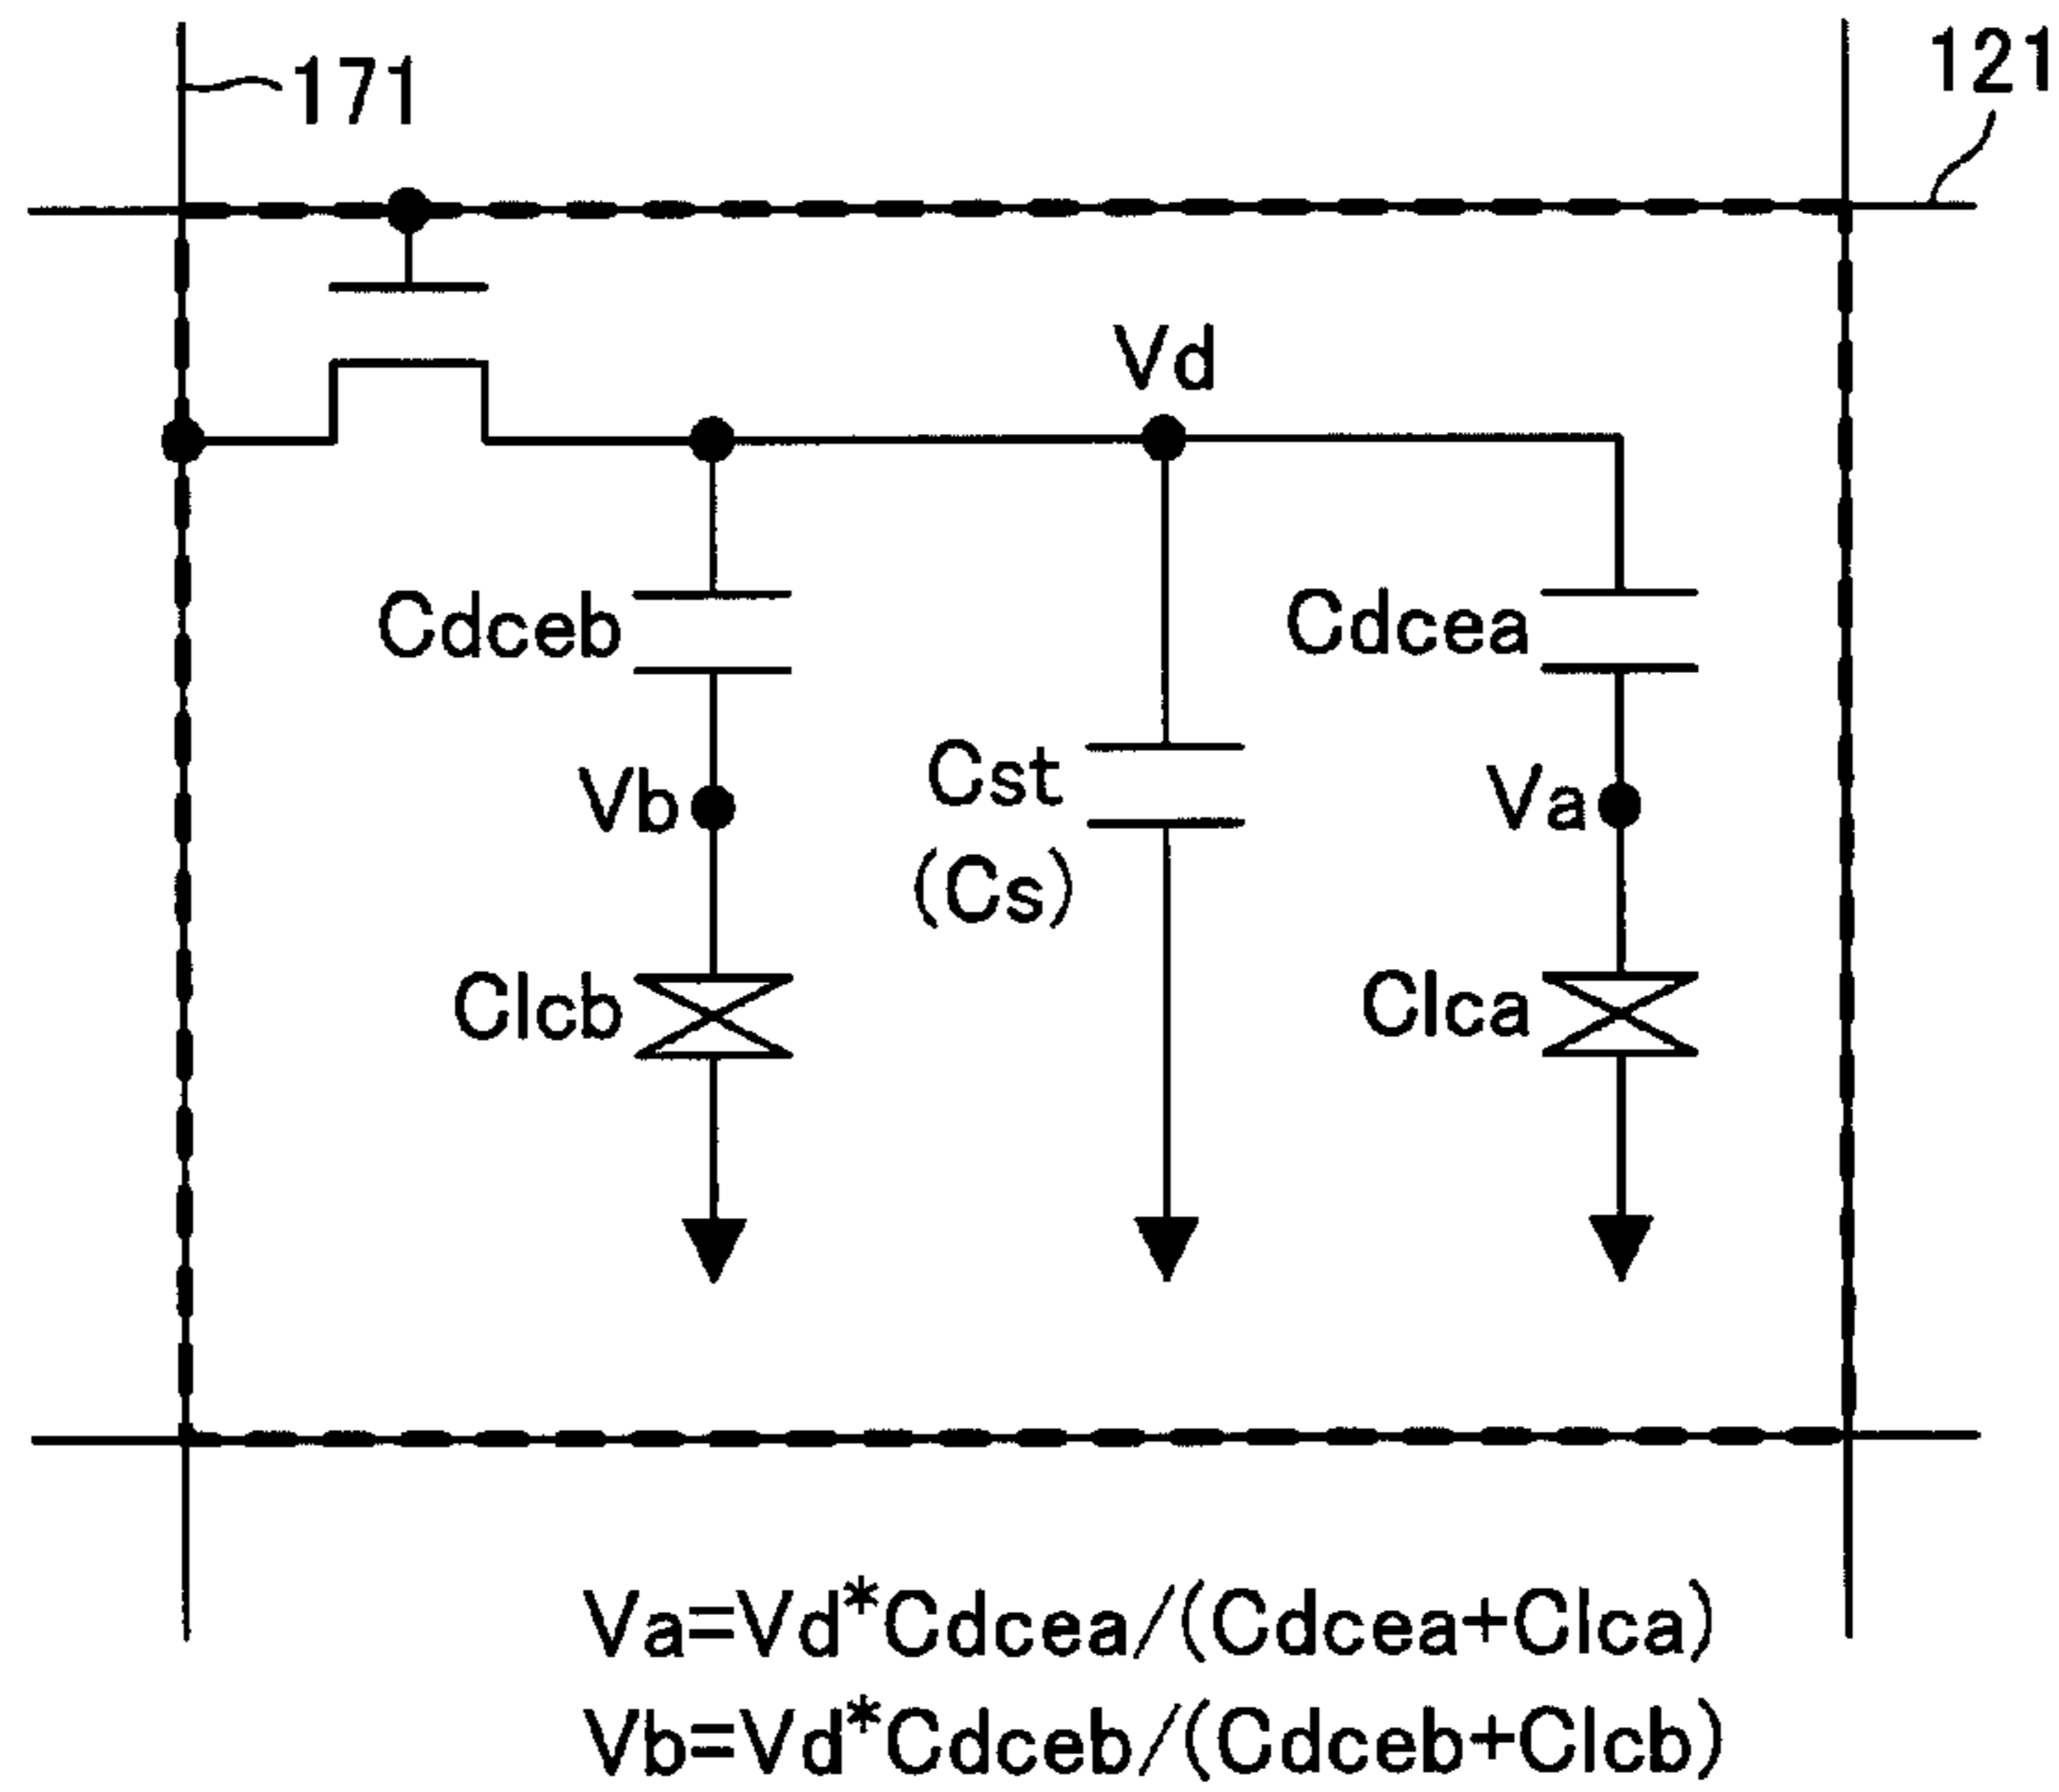 171
121
Vd
Cdceb
Cdcea
Vb
Cst
(Cs)
Va
Clcb
Clca
Va=Vd*Cdcea/(Cdcea+Clca)
Vb=Vd*Cdceb/(Cdceb+Clcb)